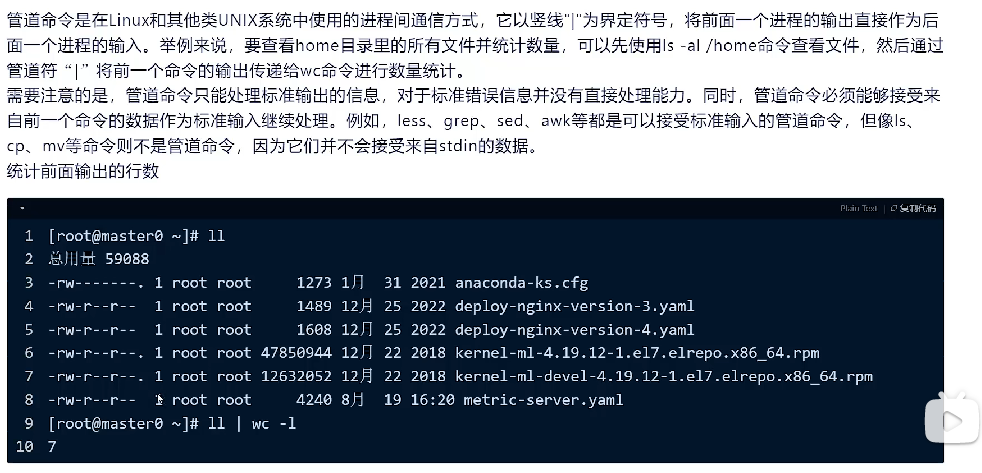 管道命令是在Linux和其他类UNIX系统中使用的进程间通信方式，它以竖线"|"为界定符号，将前面一个进程的输出直接作为后
面一个进程的输入。举例来说，要查看home目录里的所有文件并统计数量，可以先使用ls -al /home命令查看文件，然后通过
管道符“|”将前一个命令的输出传递给wc命令进行数量统计。
需要注意的是，管道命令只能处理标准输出的信息，对于标准错误信息并没有直接处理能力。同时，管道命令必须能够接受来
自前一个命令的数据作为标准输入继续处理。例如，less、grep、sed、awk等都是可以接受标准输入的管道命令，但像ls、
cp、mv等命令则不是管道命令，因为它们并不会接受来自stdin的数据。
统计前面输出的行数
Plain Text | 复制代码
1 [root@master0 ~]# ll
2 总用量 59088
3 -rw-------. 1 root root     1273 1月  31 2021 anaconda-ks.cfg
4 -rw-r--r--  1 root root     1489 12月 25 2022 deploy-nginx-version-3.yaml
5 -rw-r--r--  1 root root     1608 12月 25 2022 deploy-nginx-version-4.yaml
6 -rw-r--r--. 1 root root 47850944 12月 22 2018 kernel-ml-4.19.12-1.el7.elrepo.x86_64.rpm
7 -rw-r--r--. 1 root root 12632052 12月 22 2018 kernel-ml-devel-4.19.12-1.el7.elrepo.x86_64.rpm
8 -rw-r--r--  1 root root     4240 8月  19 16:20 metric-server.yaml
9 [root@master0 ~]# ll | wc -l
10 7